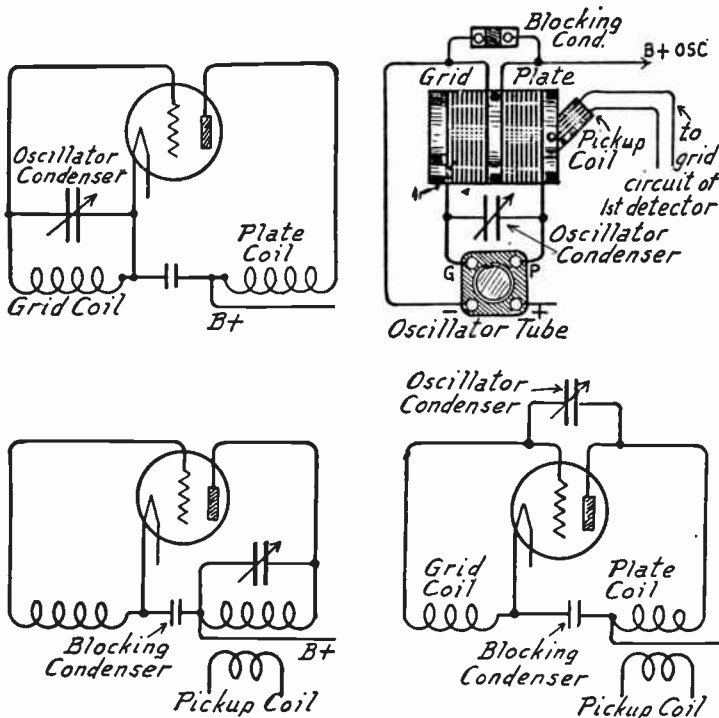 Oscillator
Condenser
Plate
Coil
Grid Coil
B+
Blocking
Cond.
B+ OSC
Grid Plate
Pickup
Coil
to
grid
circuit of
1st detector
Oscillator
Condenser
G P
- +
Oscillator Tube
Blocking
Condenser
B+
Pickup Coil
Oscillator
Condenser
Grid
Coil
Plate
Coil
Blocking
Condenser
Pickup Coil